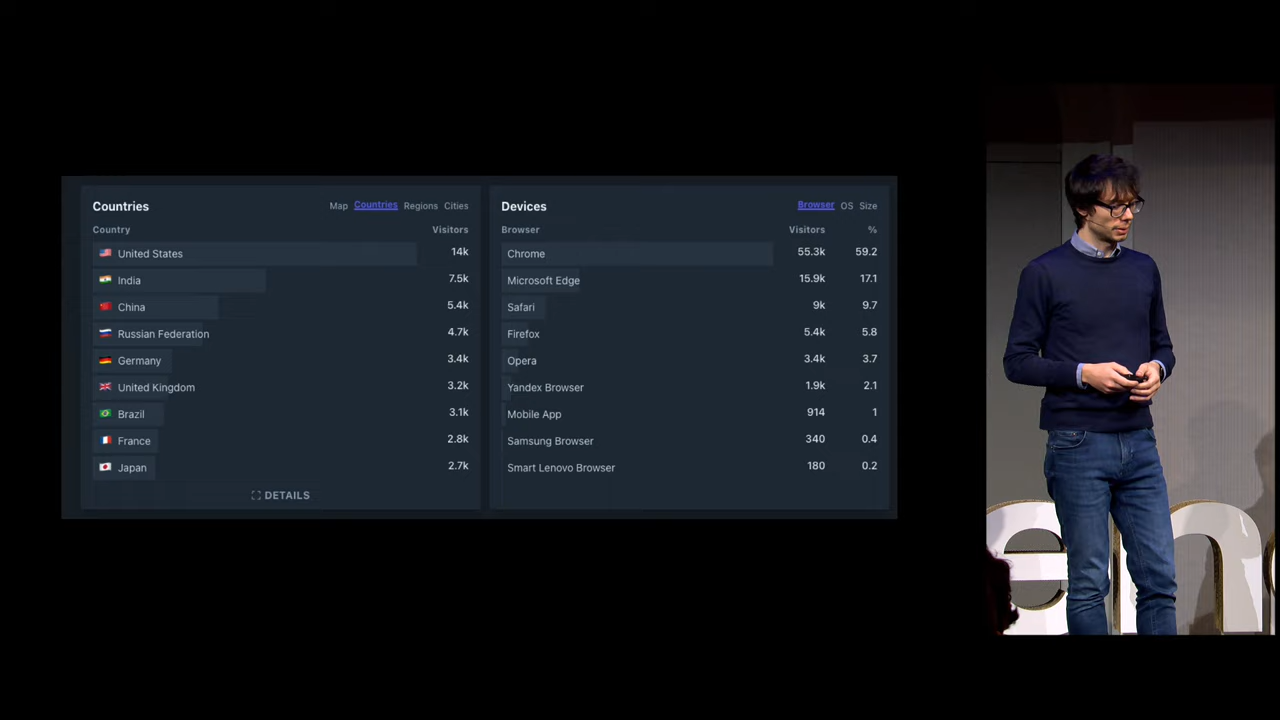 Countries Map Countries Regions Cities
Country Visitors
United States 14k
India 7.5k
China 5.4k
Russian Federation 4.7k
Germany 3.4k
United Kingdom 3.2k
Brazil 3.1k
France 2.8k
Japan 2.7k
DETAILS
Devices Browser OS Size
Browser Visitors %
Chrome 55.3k 59.2
Microsoft Edge 15.9k 17.1
Safari 9k 9.7
Firefox 5.4k 5.8
Opera 3.4k 3.7
Yandex Browser 1.9k 2.1
Mobile App 914 1
Samsung Browser 340 0.4
Smart Lenovo Browser 180 0.2
en